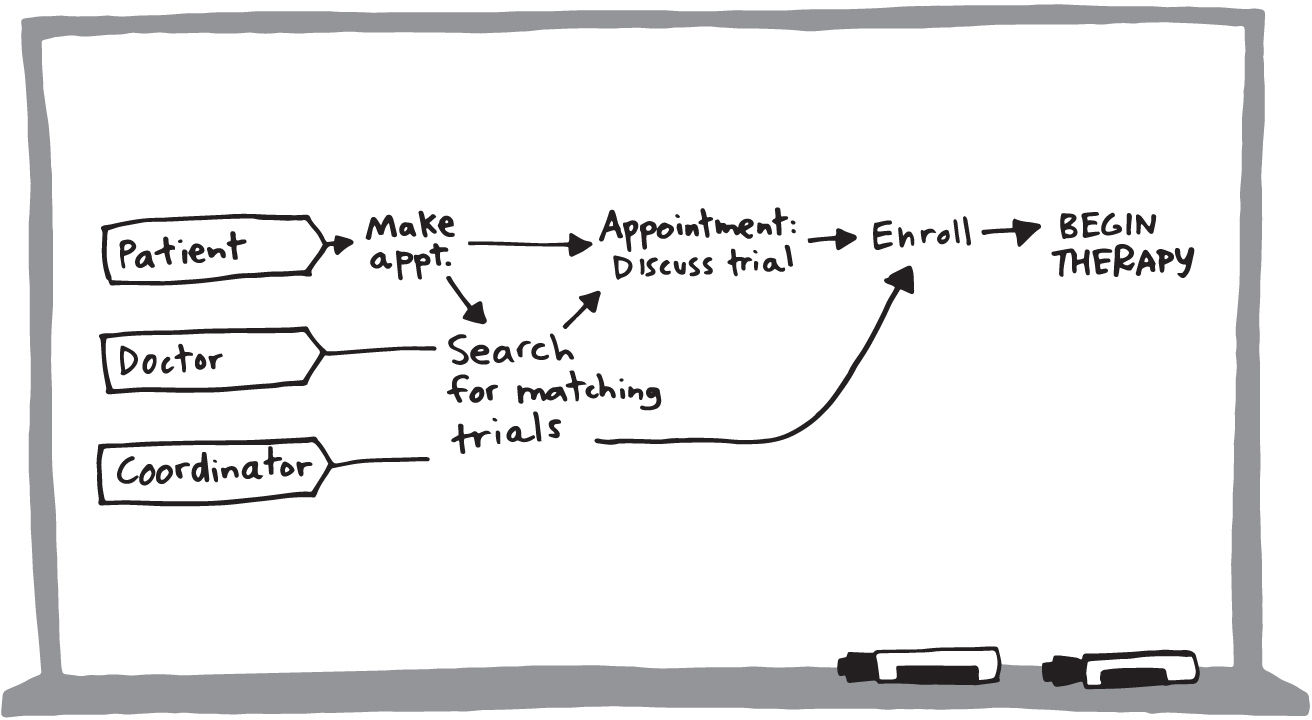 Patient
Make
appt.
Appointment:
Discuss trial
Enroll
BEGIN
THERAPY
Doctor
Search
for matching
trials
Coordinator